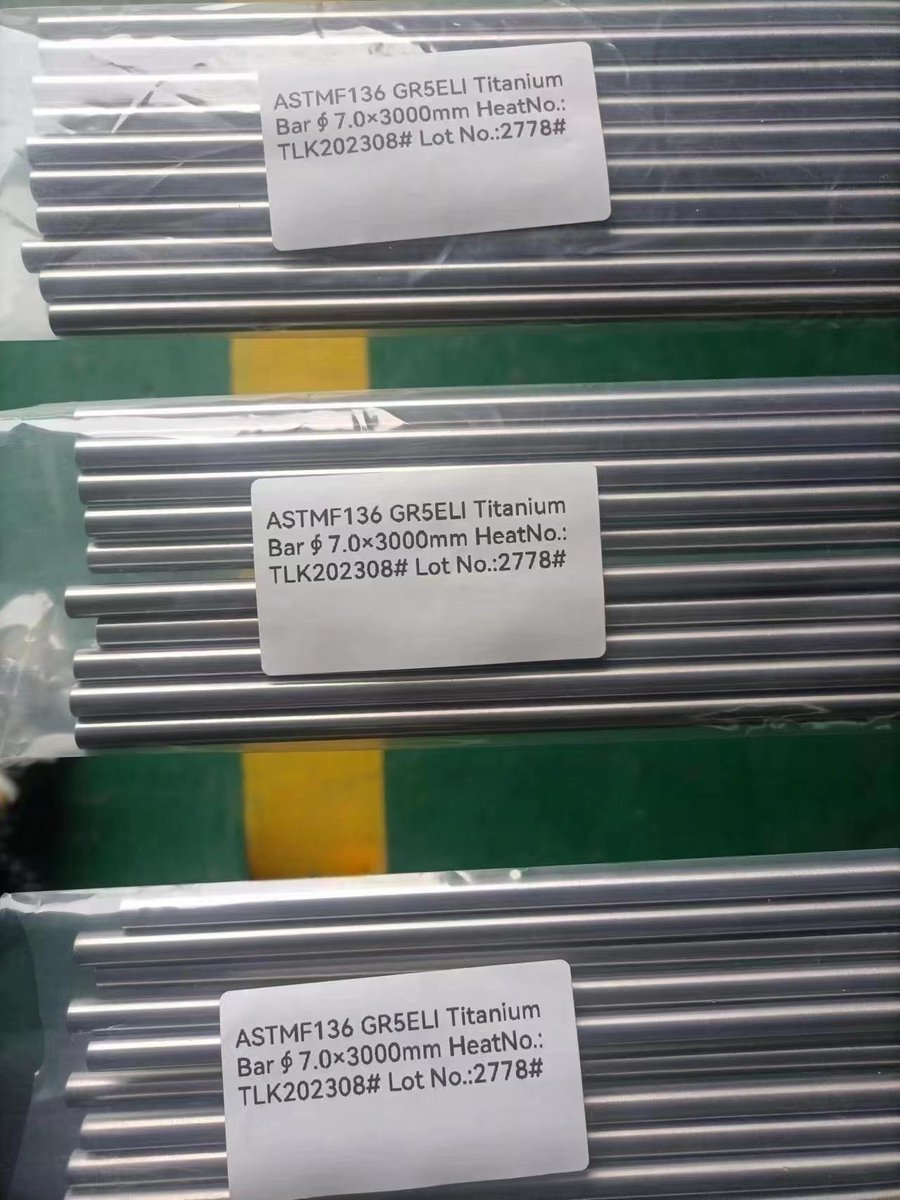 ASTMF136 GR5ELI Titanium
Bar ϕ 7.0×3000mm HeatNo.:
TLK202308# Lot No.:2778#
ASTMF136 GR5ELI Titanium
Bar ϕ 7.0×3000mm HeatNo.:
TLK202308# Lot No.:2778#
ASTMF136 GR5ELI Titanium
Bar ϕ 7.0×3000mm HeatNo.:
TLK202308# Lot No.:2778#